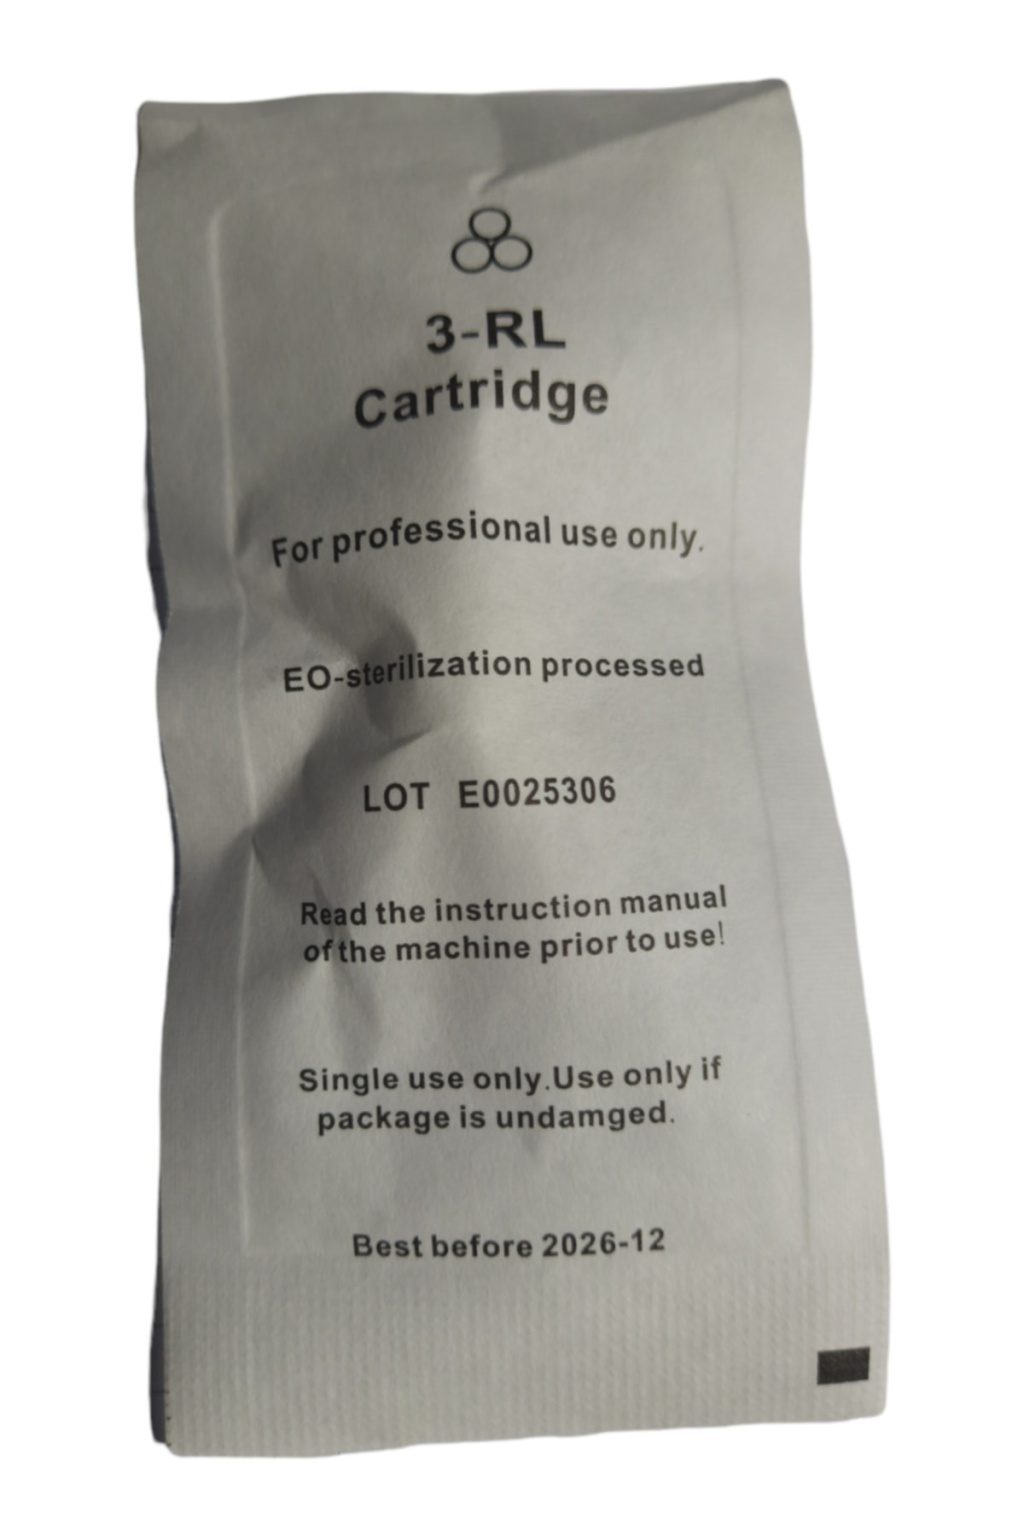 3-RL
Cartridge
For professional use only.
EO-sterilization processed
LOT E0025306
Read the instruction manual
of the machine prior to use!
Single use only.Use only if
package is undamged.
Best before 2026-12